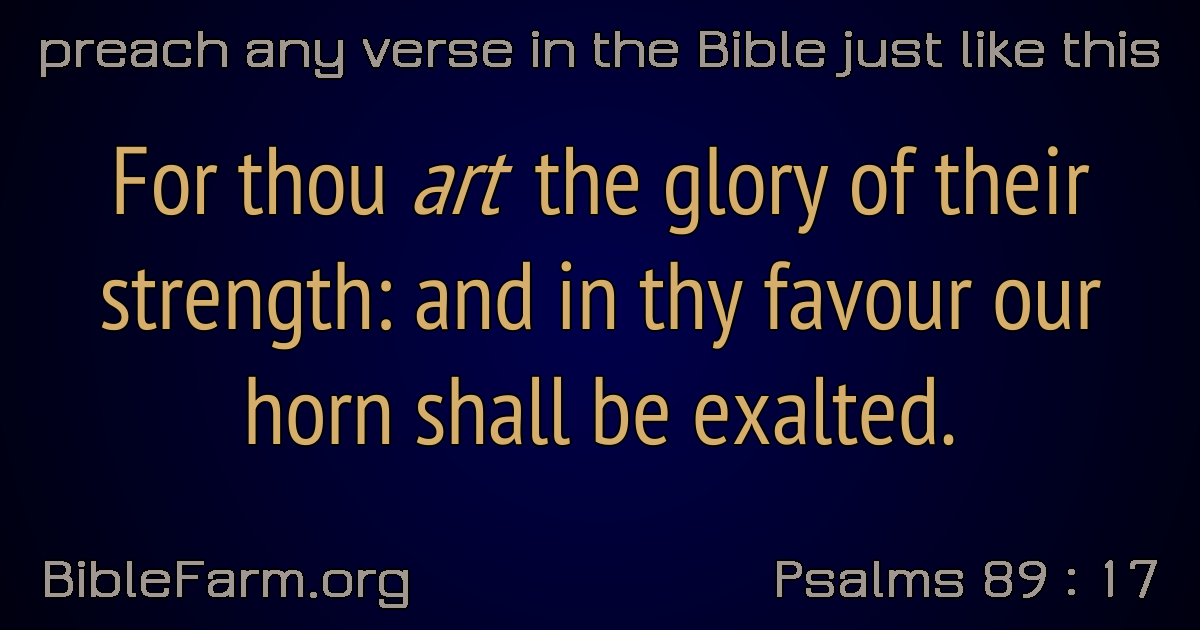 preach any verse in the Bible just like this
For thou art the glory of their
strength: and in thy favour our
horn shall be exalted.
BibleFarm.org
Psalms 89 : 17